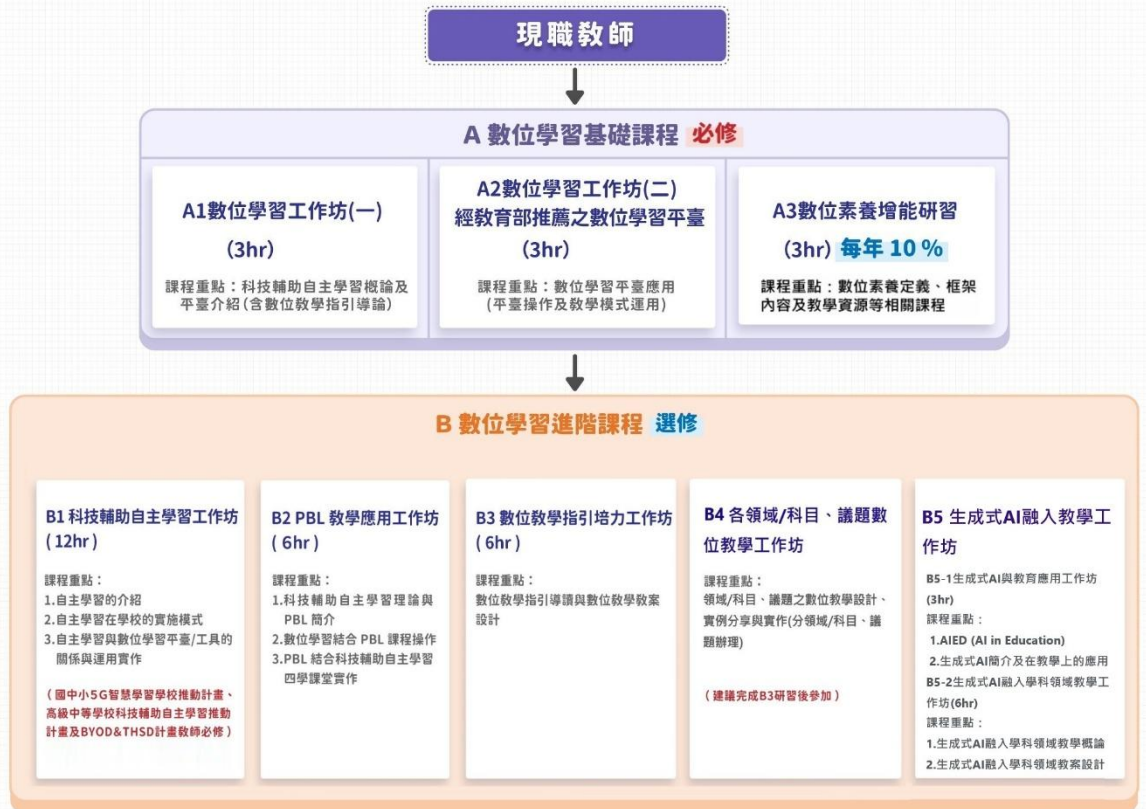 現職教師
A 數位學習基礎課程 必修
A1數位學習工作坊(一)
(3hr)
課程重點：科技輔助自主學習概論及
平臺介紹(含數位教學指引導論)
A2數位學習工作坊(二)
經教育部推薦之數位學習平臺
(3hr)
課程重點：數位學習平臺應用
(平臺操作及教學模式運用)
A3數位素養增能研習
(3hr) 每年 10 %
課程重點：數位素養定義、框架
內容及教學資源等相關課程
B 數位學習進階課程 選修
B1 科技輔助自主學習工作坊
( 12hr )
課程重點：
1.自主學習的介紹
2.自主學習在學校的實施模式
3.自主學習與數位學習平臺/工具的
關係與運用實作
( 國中小5G智慧學習學校推動計畫、
高級中等學校科技輔助自主學習推動
計畫及BYOD&THSD計畫教師必修 )
B2 PBL 教學應用工作坊
( 6hr )
課程重點：
1.科技輔助自主學習理論與
PBL 簡介
2.數位學習結合 PBL 課程操作
3.PBL 結合科技輔助自主學習
四學課堂實作
B3 數位教學指引培力工作坊
( 6hr )
課程重點：
數位教學指引導讀與數位教學教案
設計
B4 各領域/科目、議題數
位教學工作坊
課程重點：
領域/科目、議題之數位教學設計、
實例分享與實作(分領域/科目、議
題辦理)
( 建議完成B3研習後參加 )
B5 生成式AI融入教學工
作坊
B5-1生成式AI與教育應用工作坊
(3hr)
課程重點：
1.AIED (AI in Education)
2.生成式AI簡介及在教學上的應用
B5-2生成式AI融入學科領域教學工
作坊(6hr)
課程重點：
1.生成式AI融入學科領域教學概論
2.生成式AI融入學科領域教案設計